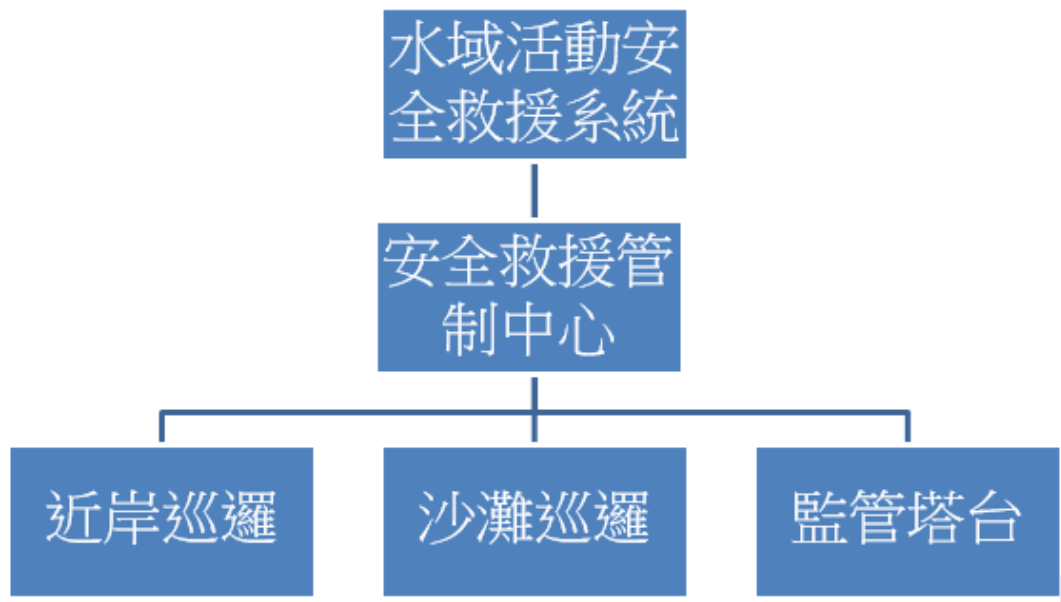 水域活動安
全救援系統
安全救援管
制中心
近岸巡邏
沙灘巡邏
監管塔台